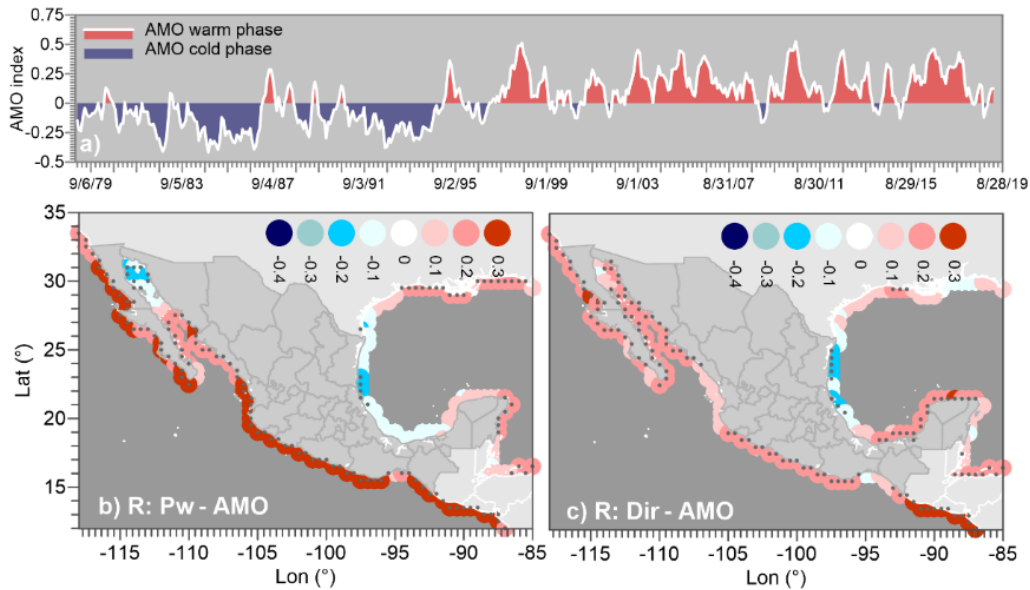 0.75
0.50
0.25
0
-0.25
-0.5
AMO index
AMO warm phase
AMO cold phase
a)
9/6/79 9/5/83 9/4/87 9/3/91 9/2/95 9/1/99 9/1/03 8/31/07 8/30/11 8/29/15 8/28/19
35
30
25
20
15
Lat (°)
-0.4 -0.3 -0.2 -0.1 0 0.1 0.2 0.3
b) R: Pw - AMO
-115 -110 -105 -100 -95 -90 -85
Lon (°)
-0.4 -0.3 -0.2 -0.1 0 0.1 0.2 0.3
c) R: Dir - AMO
-115 -110 -105 -100 -95 -90 -85
Lon (°)